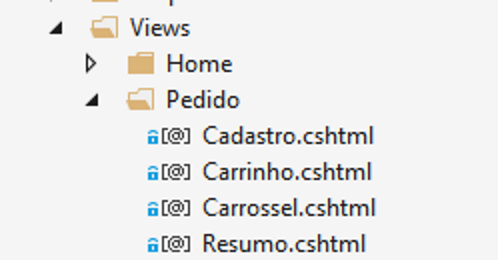 Views
Home
Pedido
[@] Cadastro.cshtml
[@] Carrinho.cshtml
[@] Carrossel.cshtml
[@] Resumo.cshtml